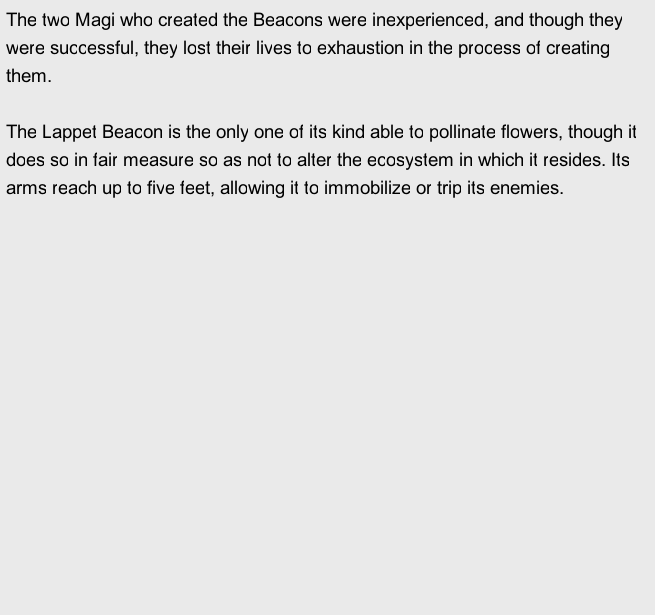 The two Magi who created the Beacons were inexperienced, and though they
were successful, they lost their lives to exhaustion in the process of creating
them.
The Lappet Beacon is the only one of its kind able to pollinate flowers, though it
does so in fair measure so as not to alter the ecosystem in which it resides. Its
arms reach up to five feet, allowing it to immobilize or trip its enemies.